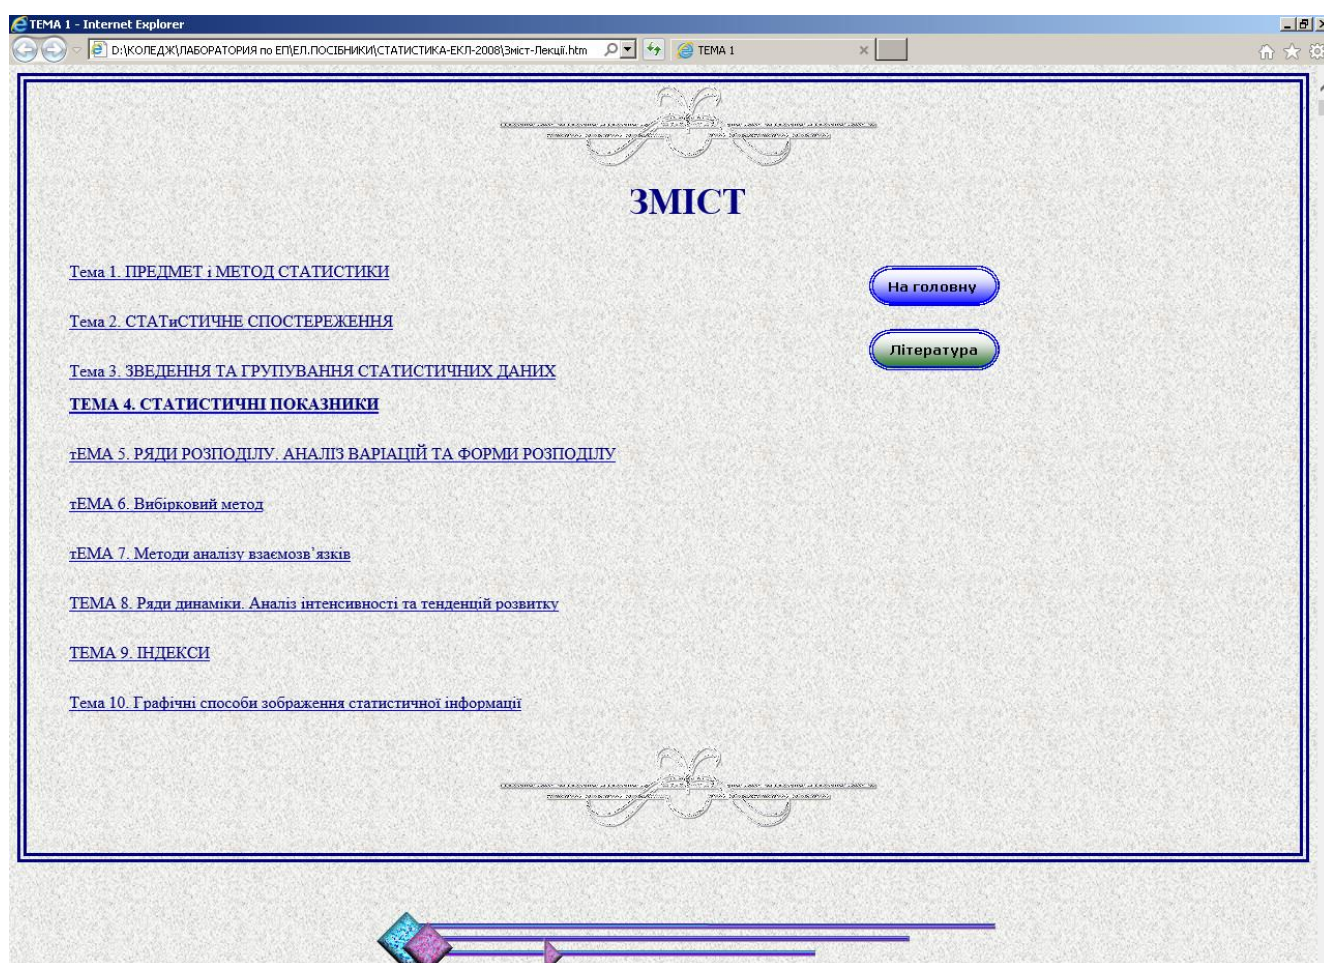 ТЕМА 1 - Internet Explorer
D:\КОЛЕДЖ\ЛАБОРАТОРИЯ по ЕП\ЕЛ.ПОСІБНИКИ\СТАТИСТИКА-ЕКЛ-2008\Зміст-Лекції.htm
ТЕМА 1
ЗМІСТ
Тема 1. ПРЕДМЕТ і МЕТОД СТАТИСТИКИ
На головну
Тема 2. СТАТиСТИЧНЕ СПОСТЕРЕЖЕННЯ
Література
Тема 3. ЗВЕДЕННЯ ТА ГРУПУВАННЯ СТАТИСТИЧНИХ ДАНИХ
ТЕМА 4. СТАТИСТИЧНІ ПОКАЗНИКИ
тЕМА 5. РЯДИ РОЗПОДІЛУ. АНАЛІЗ ВАРІАЦІЙ ТА ФОРМИ РОЗПОДІЛУ
тЕМА 6. Вибірковий метод
тЕМА 7. Методи аналізу взаємозв’язків
ТЕМА 8. Ряди динаміки. Аналіз інтенсивності та тенденцій розвитку
ТЕМА 9. ІНДЕКСИ
Тема 10. Графічні способи зображення статистичної інформації